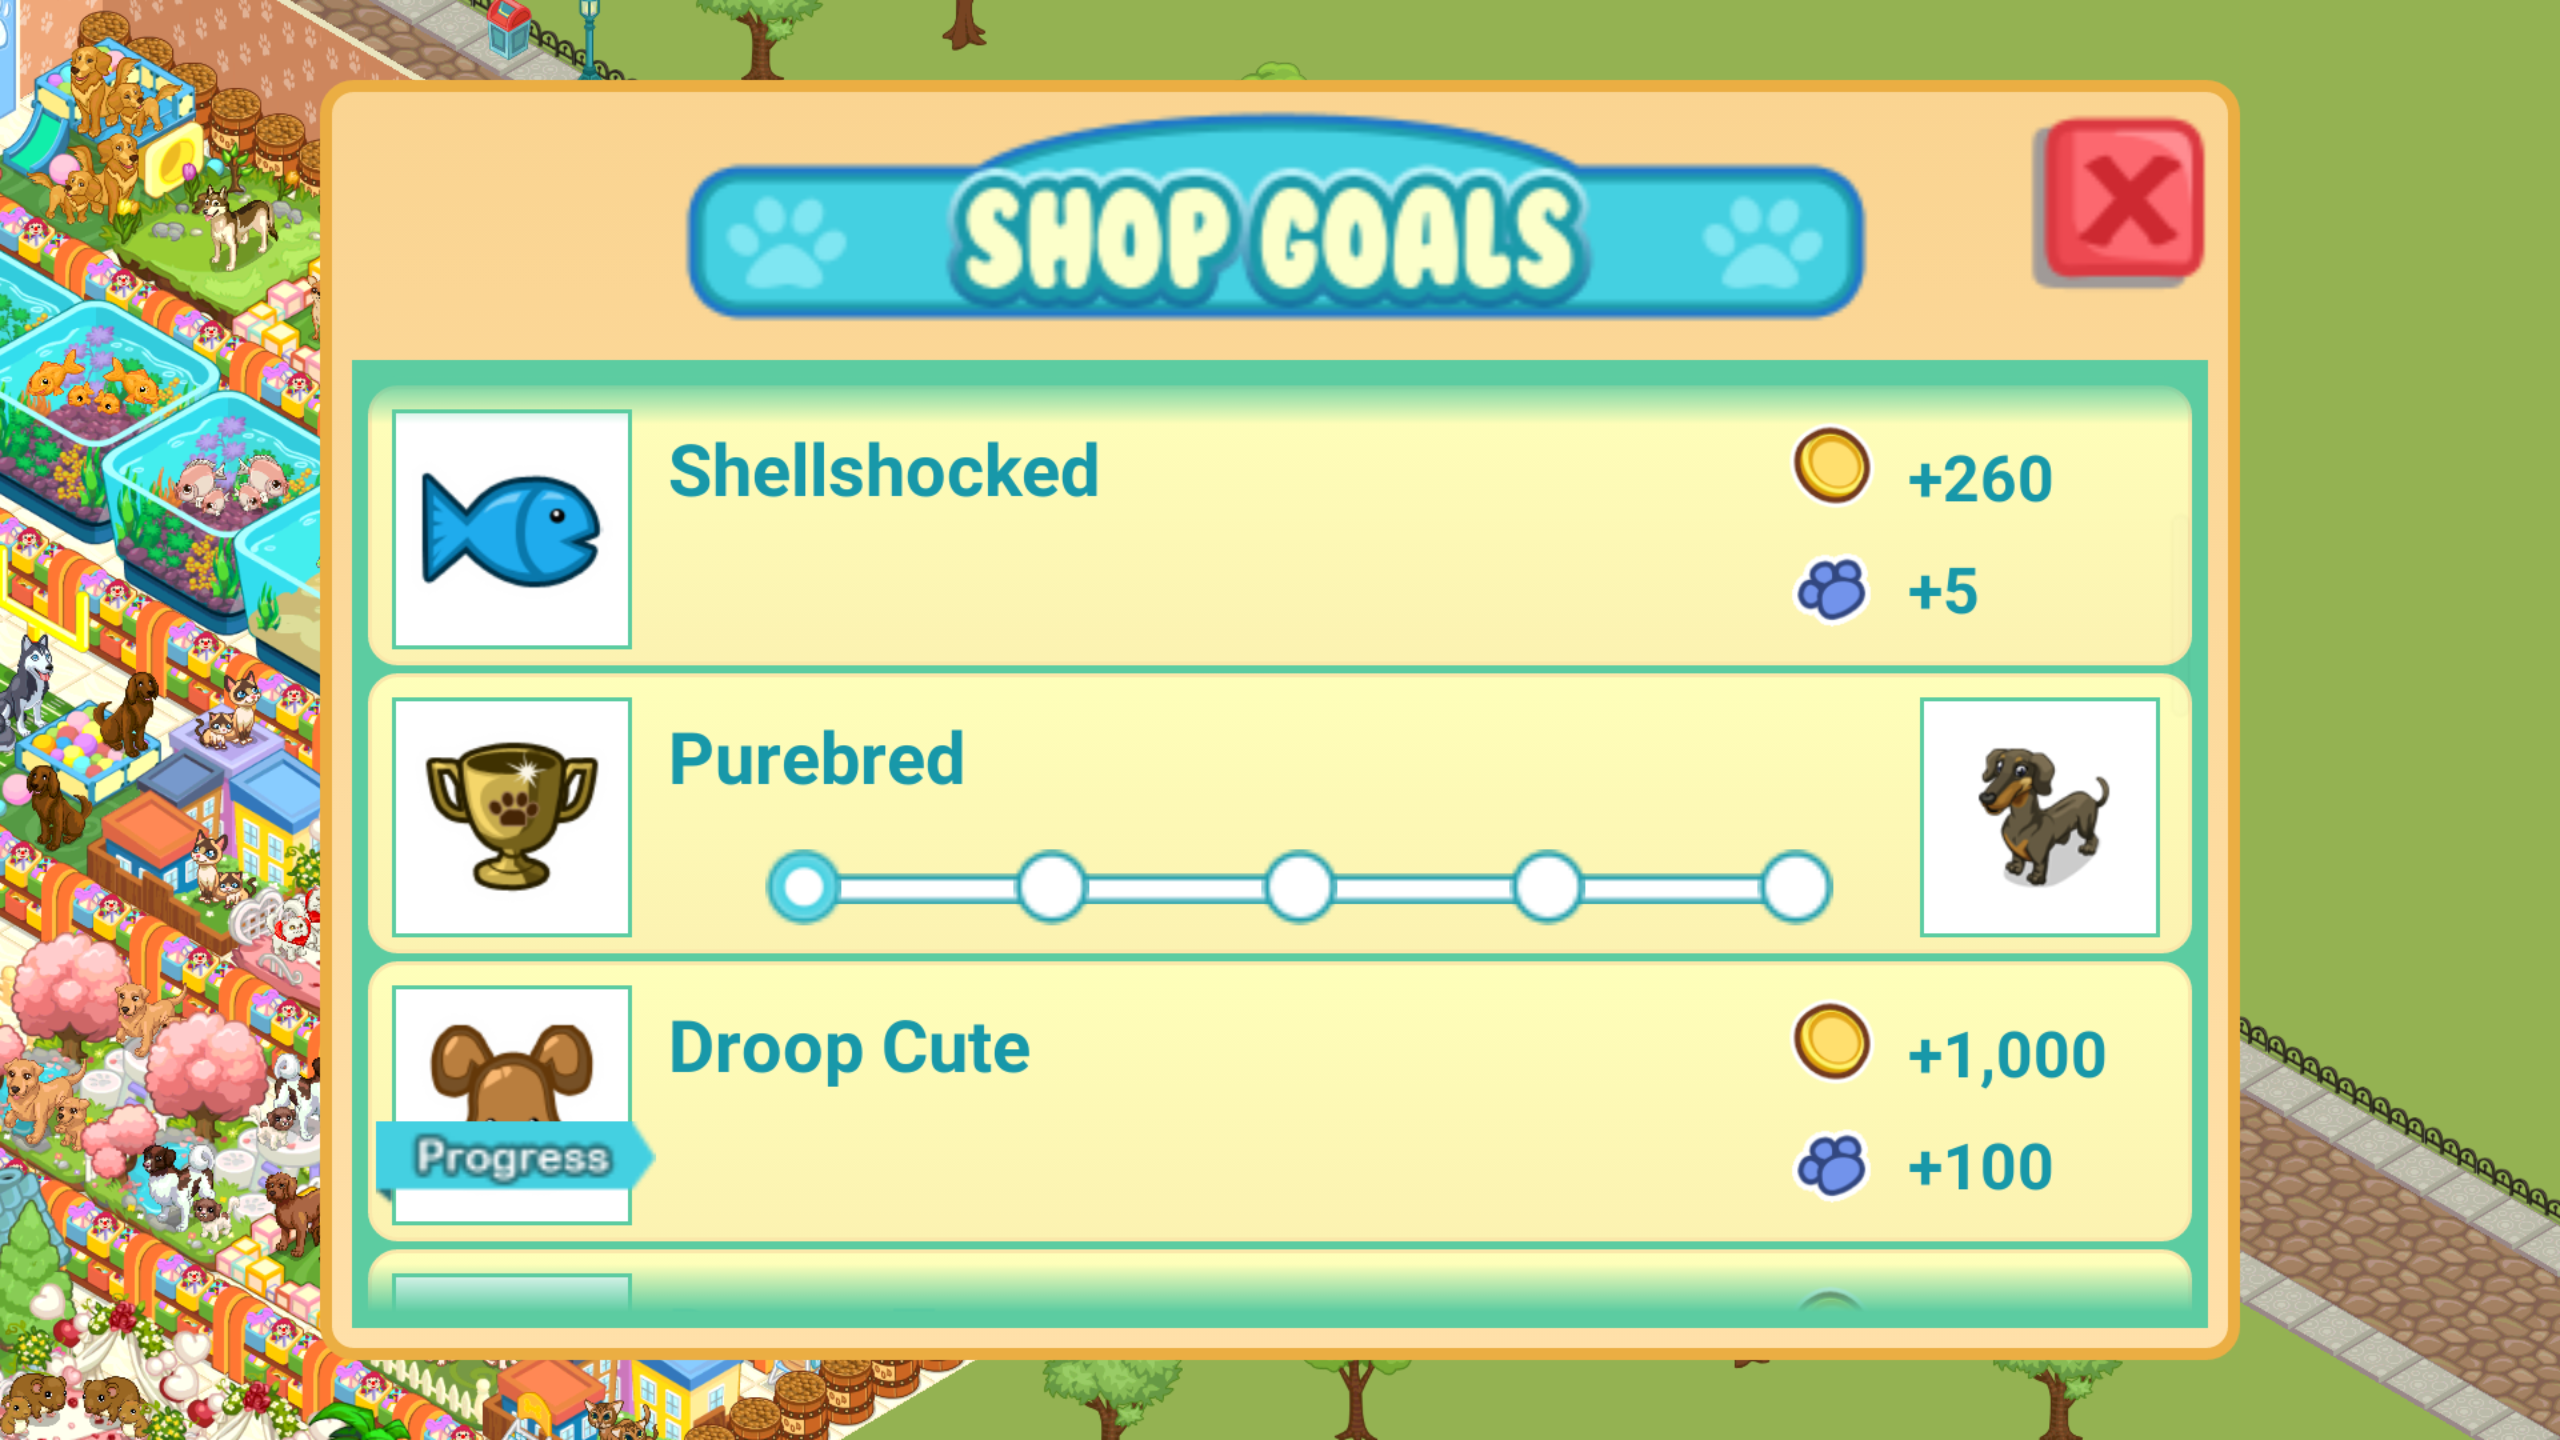 SHOP GOALS
Shellshocked
+260
+5
Purebred
Droop Cute
+1,000
+100
Progress